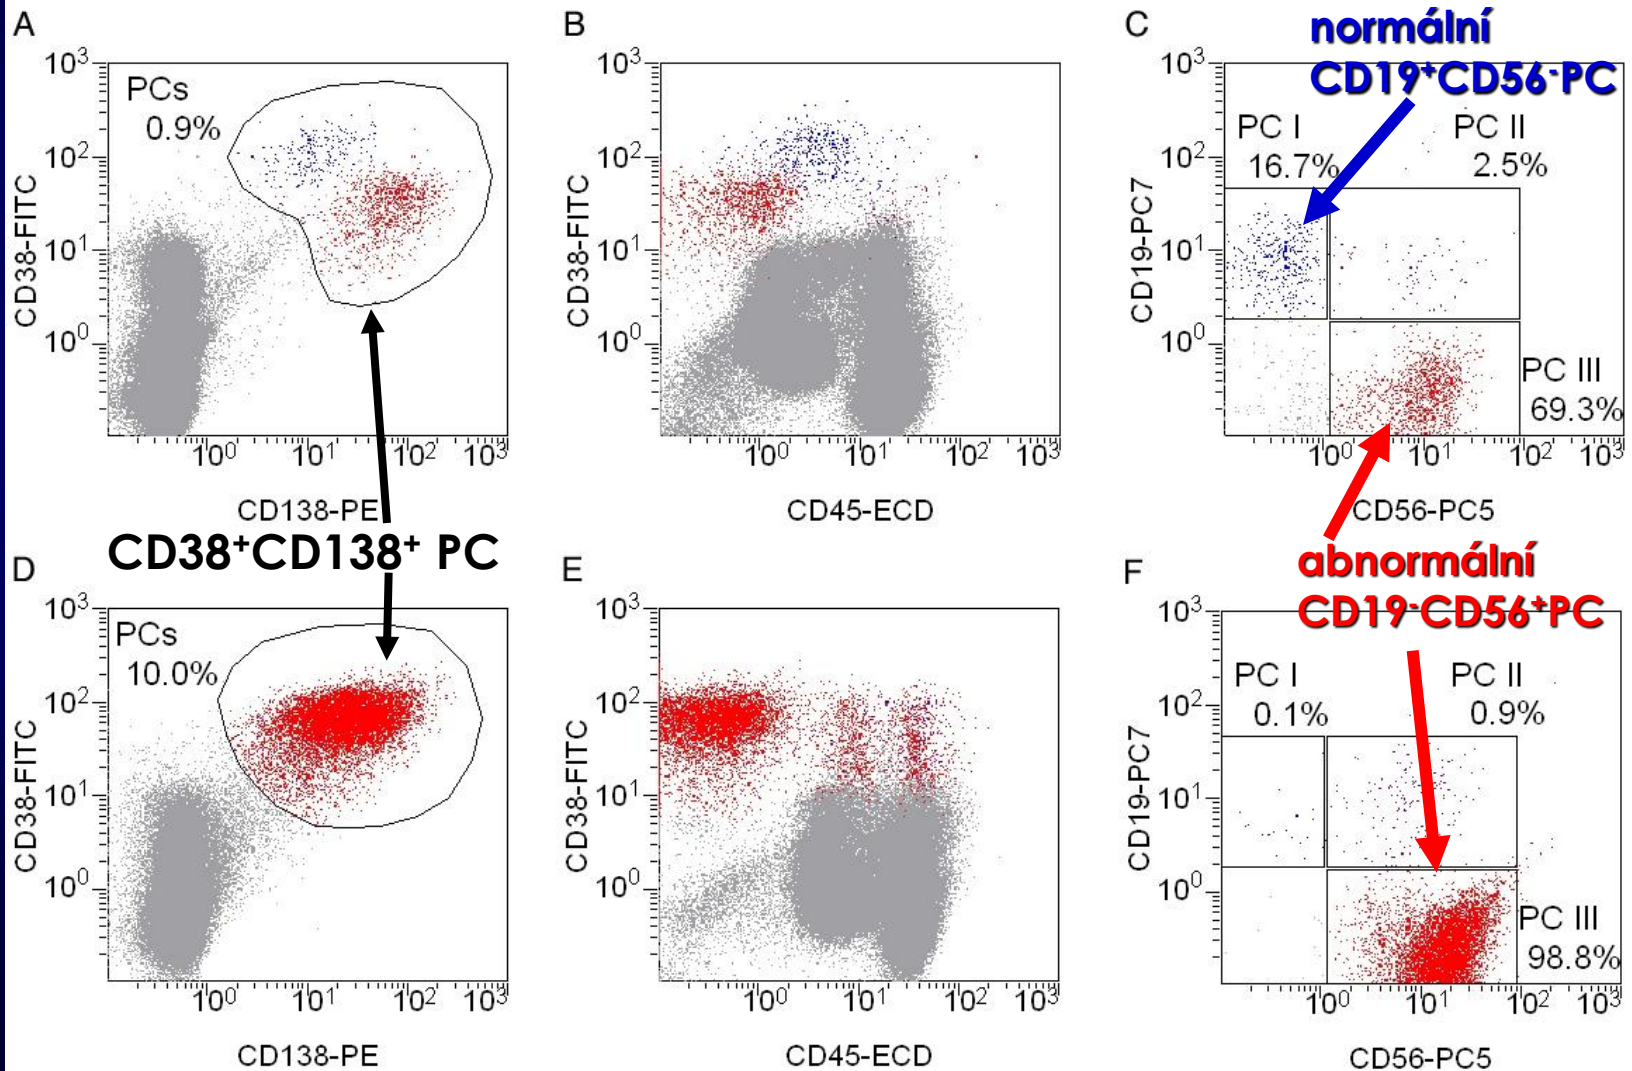 A
PCs
0.9%
10³
10²
10¹
10⁰
CD38-FITC
10⁰ 10¹ 10² 10³
CD138-PE
B
10³
10²
10¹
10⁰
CD38-FITC
10⁰ 10¹ 10² 10³
CD45-ECD
C
normální
CD19⁺CD56⁻PC
10³
10²
10¹
10⁰
CD19-PC7
PC I
16.7%
PC II
2.5%
PC III
69.3%
10⁰ 10¹ 10² 10³
CD56-PC5
CD38⁺CD138⁺ PC
abnormální
CD19⁻CD56⁺PC
D
PCs
10.0%
10³
10²
10¹
10⁰
CD38-FITC
10⁰ 10¹ 10² 10³
CD138-PE
E
10³
10²
10¹
10⁰
CD38-FITC
10⁰ 10¹ 10² 10³
CD45-ECD
F
10³
10²
10¹
10⁰
CD19-PC7
PC I
0.1%
PC II
0.9%
PC III
98.8%
10⁰ 10¹ 10² 10³
CD56-PC5